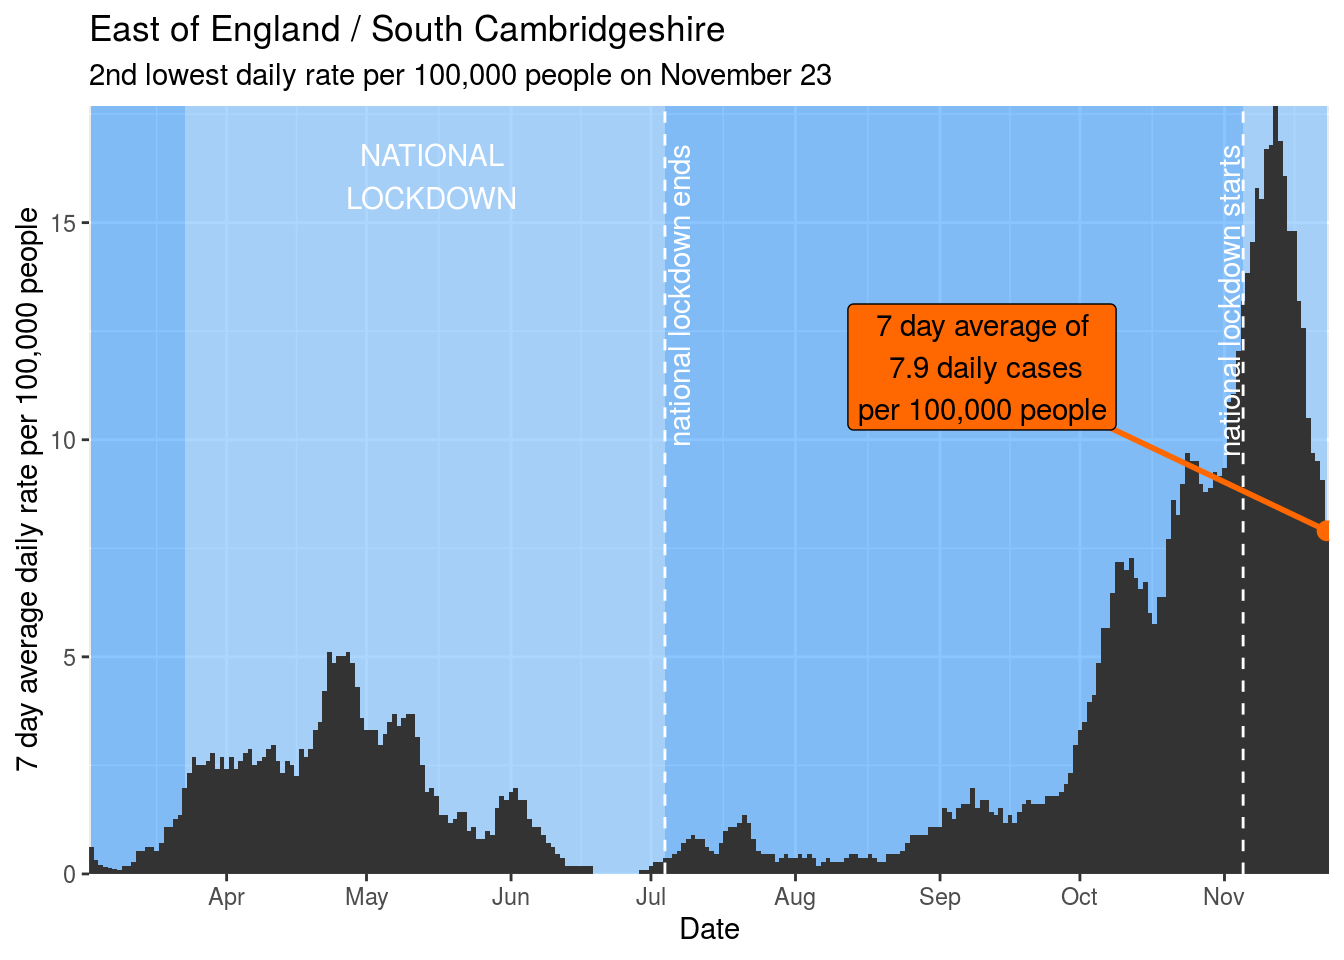 East of England / South Cambridgeshire
2nd lowest daily rate per 100,000 people on November 23
7 day average daily rate per 100,000 people
15
10
5
0
NATIONAL
LOCKDOWN
national lockdown ends
7 day average of
7.9 daily cases
per 100,000 people
national lockdown starts
Apr
May
Jun
Jul
Aug
Sep
Oct
Nov
Date